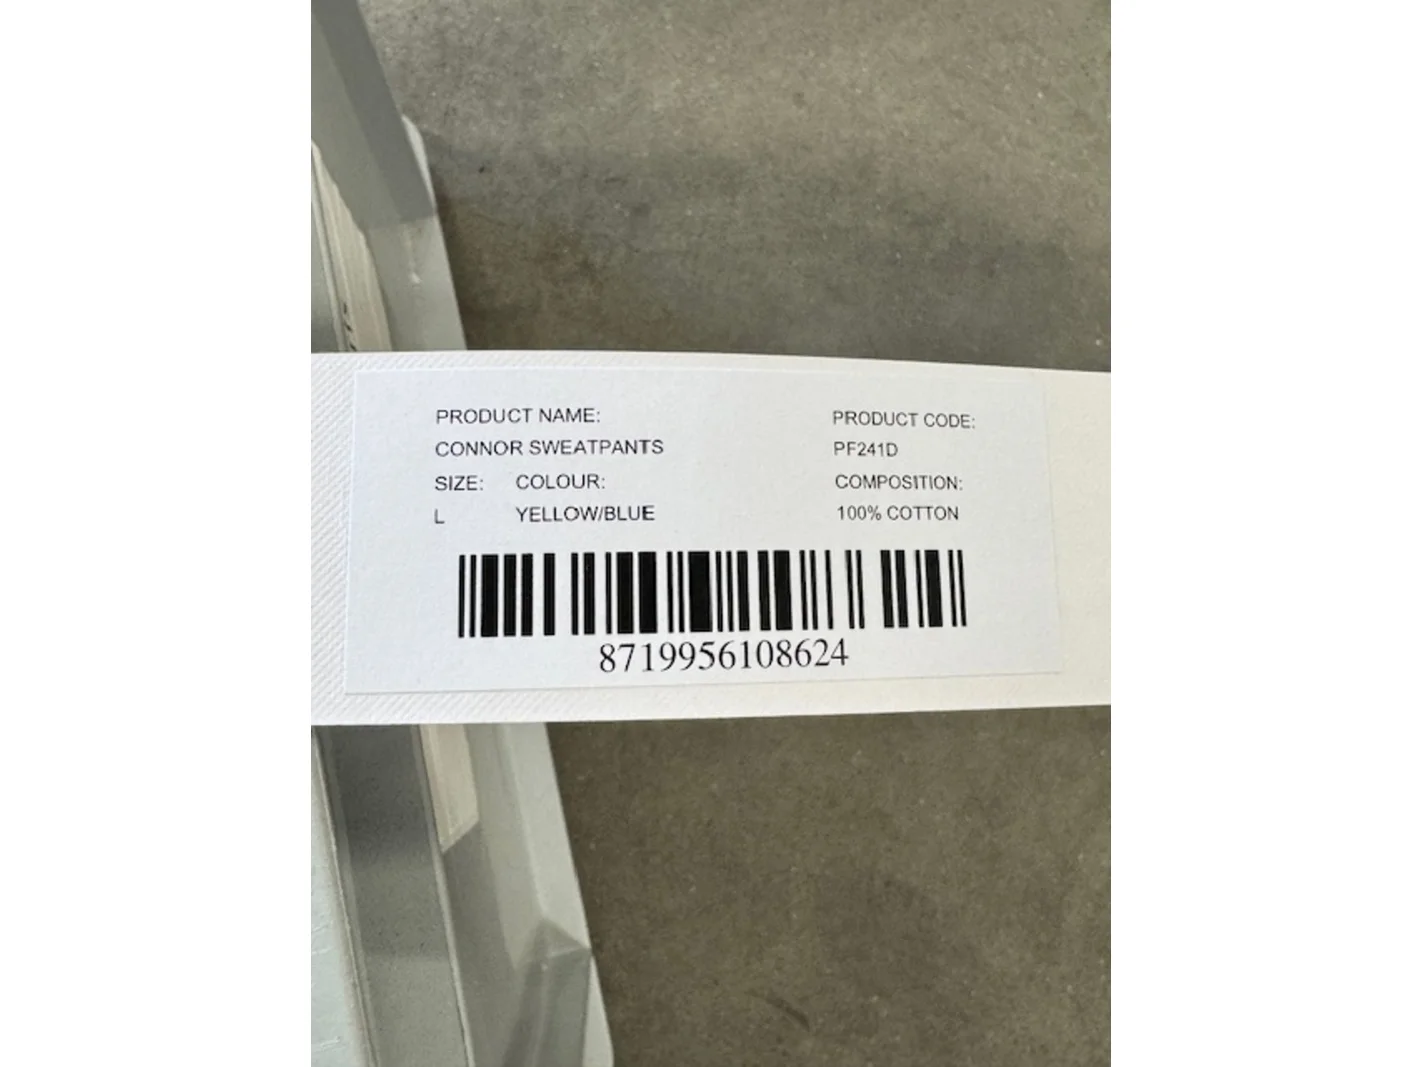 PRODUCT NAME: PRODUCT CODE:
CONNOR SWEATPANTS PF241D
SIZE: COLOUR: COMPOSITION:
L YELLOW/BLUE 100% COTTON
8719956108624